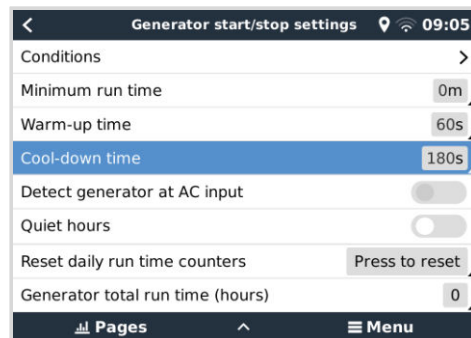 Generator start/stop settings 09:05
Conditions
Minimum run time 0m
Warm-up time 60s
Cool-down time 180s
Detect generator at AC input
Quiet hours
Reset daily run time counters Press to reset
Generator total run time (hours) 0
Pages Menu